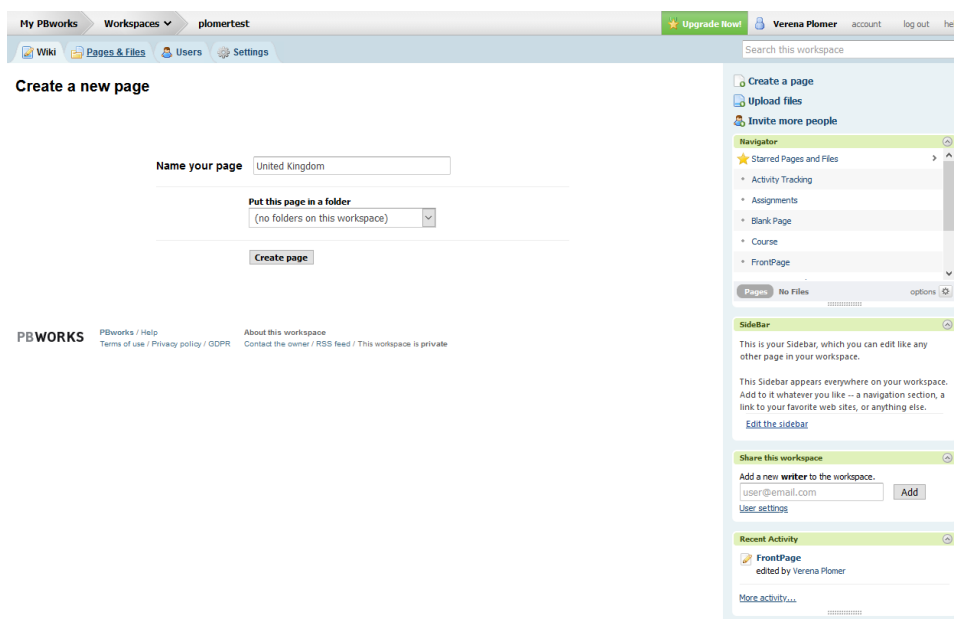 My PBworks Workspaces plomertest Upgrade Now! Verena Plomer account log out he
Wiki Pages & Files Users Settings Search this workspace
Create a new page
Name your page United Kingdom
Put this page in a folder
(no folders on this workspace)
Create page
PBWORKS
PBworks / Help
Terms of use / Privacy policy / GDPR
About this workspace
Contact the owner / RSS feed / This workspace is private
Create a page
Upload files
Invite more people
Navigator
Starred Pages and Files
Activity Tracking
Assignments
Blank Page
Course
FrontPage
Pages No Files options
SideBar
This is your Sidebar, which you can edit like any
other page in your workspace.
This Sidebar appears everywhere on your workspace.
Add to it whatever you like -- a navigation section, a
link to your favorite web sites, or anything else.
Edit the sidebar
Share this workspace
Add a new writer to the workspace.
user@email.com Add
User settings
Recent Activity
FrontPage
edited by Verena Plomer
More activity...